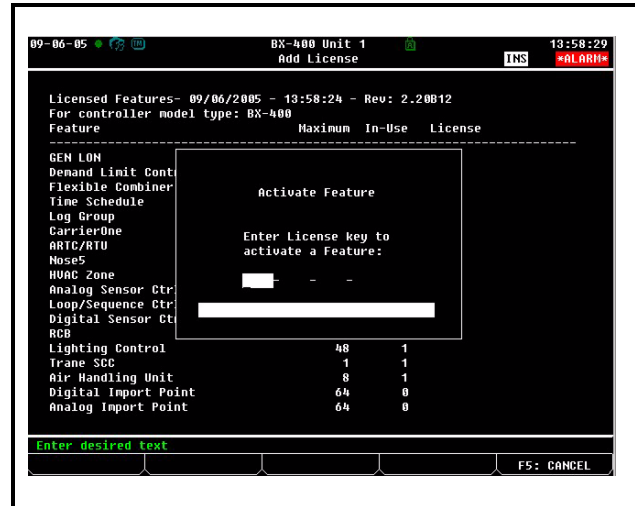 09-06-05 BX-400 Unit 1 13:58:29
Add License INS *ALARM*
Licensed Features- 09/06/2005 - 13:58:24 - Rev: 2.20B12
For controller model type: BX-400
Feature Maximum In-Use License
GEN LON
Demand Limit Cont
Flexible Combiner
Time Schedule
Log Group
CarrierOne
ARTC/RTU
Nose5
HVAC Zone
Analog Sensor Ctr
Loop/Sequence Ctr
Digital Sensor Ct
RCB
Activate Feature
Enter License key to
activate a Feature:
- - -
Lighting Control 48 1
Trane SCC 1 1
Air Handling Unit 8 1
Digital Import Point 64 0
Analog Import Point 64 0
Enter desired text
F5: CANCEL